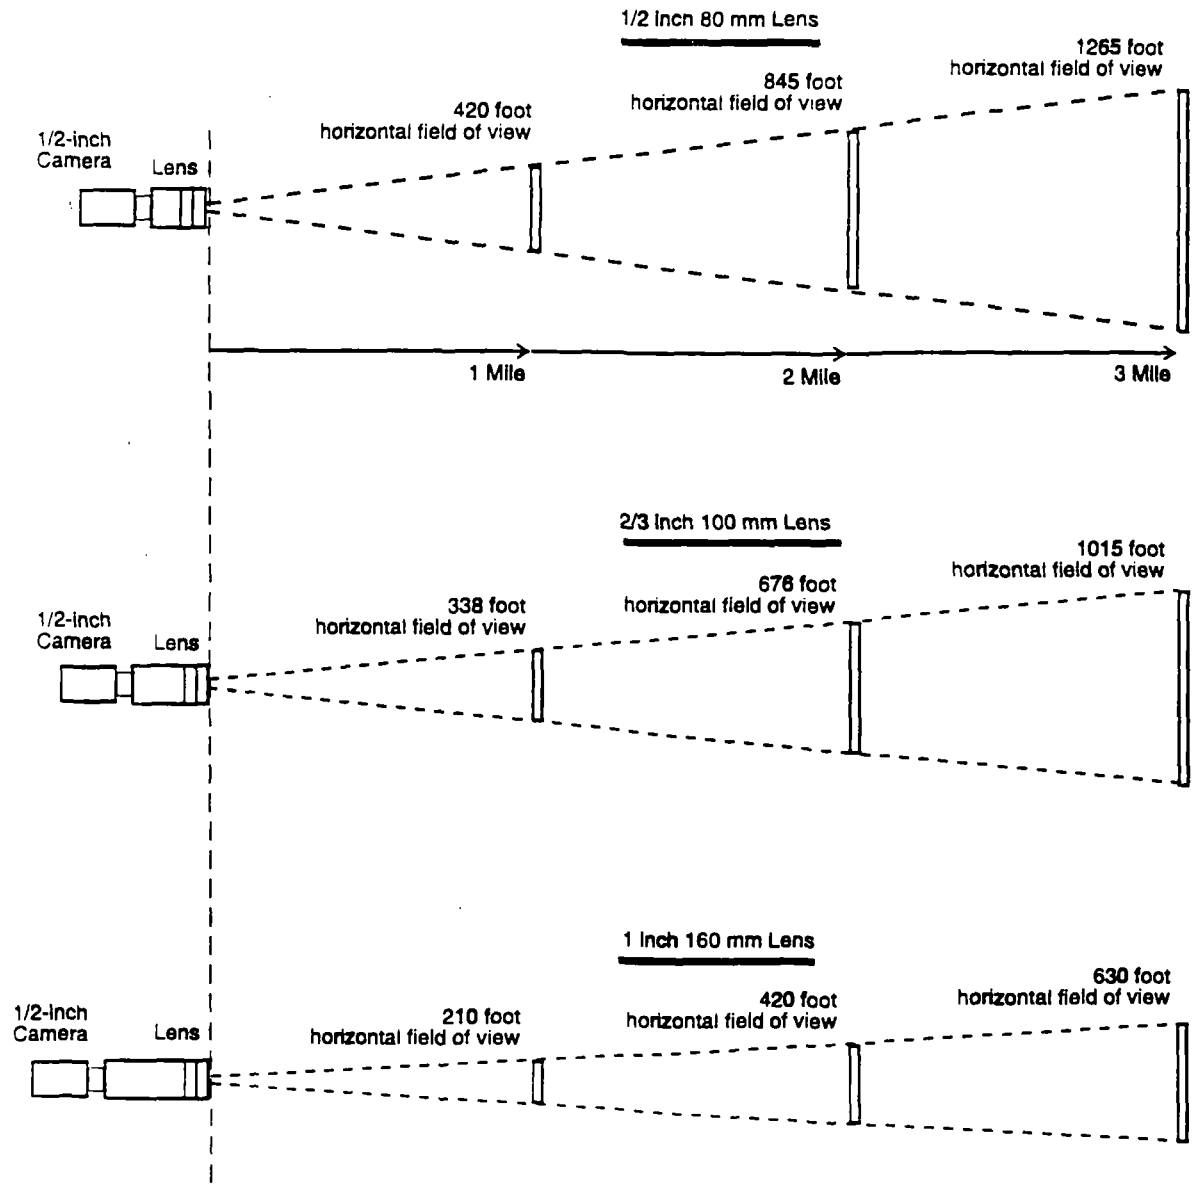 1/2 inch 80 mm Lens
1265 foot
horizontal field of view
845 foot
horizontal field of view
420 foot
horizontal field of view
1/2-inch
Camera
Lens
1 Mile
2 Mile
3 Mile
2/3 inch 100 mm Lens
1015 foot
horizontal field of view
676 foot
horizontal field of view
338 foot
horizontal field of view
1/2-inch
Camera
Lens
1 inch 160 mm Lens
630 foot
horizontal field of view
420 foot
horizontal field of view
210 foot
horizontal field of view
1/2-inch
Camera
Lens